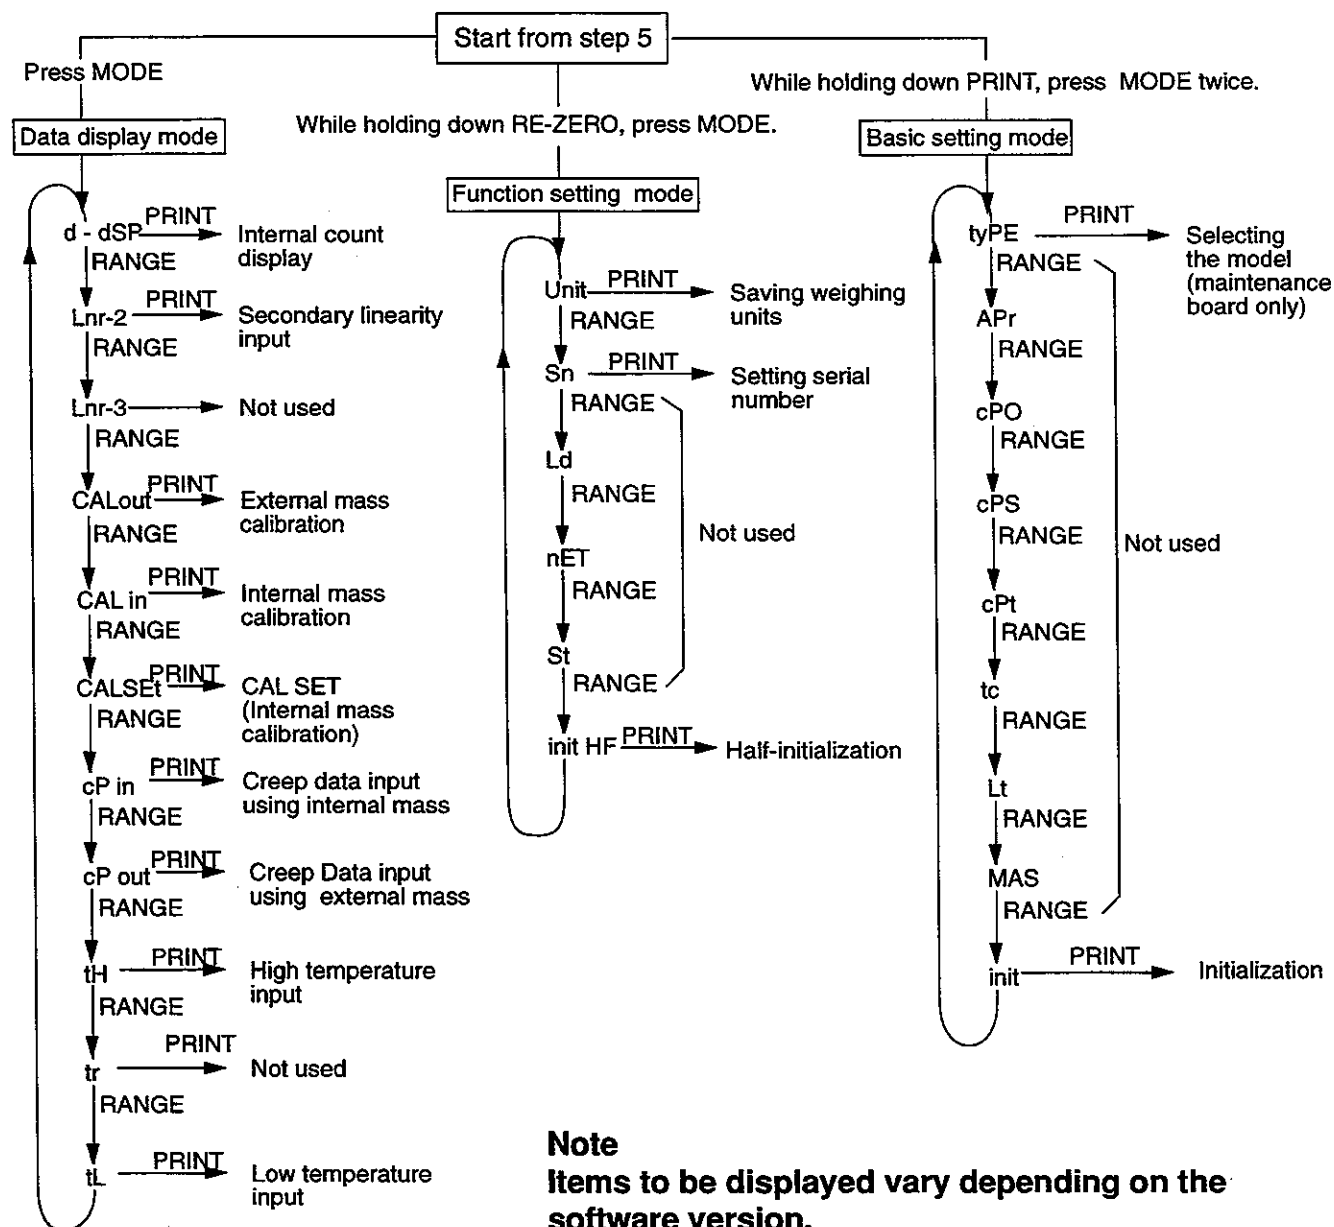 Start from step 5
Press MODE
Data display mode
d - dSP PRINT Internal count
display
RANGE
Lnr-2 PRINT Secondary linearity
input
RANGE
Lnr-3 Not used
RANGE
CALout PRINT External mass
calibration
RANGE
CAL in PRINT Internal mass
calibration
RANGE
CALSEt PRINT CAL SET
(Internal mass
calibration)
RANGE
cP in PRINT Creep data input
using internal mass
RANGE
cP out PRINT Creep Data input
using external mass
RANGE
tH PRINT High temperature
input
RANGE
tr PRINT Not used
RANGE
tL PRINT Low temperature
input
While holding down RE-ZERO, press MODE.
Function setting mode
Unit PRINT Saving weighing
units
RANGE
Sn PRINT Setting serial
number
RANGE
Ld
RANGE
nET
RANGE
St
RANGE
Not used
init HF PRINT Half-initialization
While holding down PRINT, press MODE twice.
Basic setting mode
tyPE PRINT Selecting
the model
(maintenance
board only)
RANGE
APr
RANGE
cPO
RANGE
cPS
RANGE
cPt
RANGE
tc
RANGE
Lt
RANGE
MAS
RANGE
Not used
init PRINT Initialization
Note
Items to be displayed vary depending on the
software version.